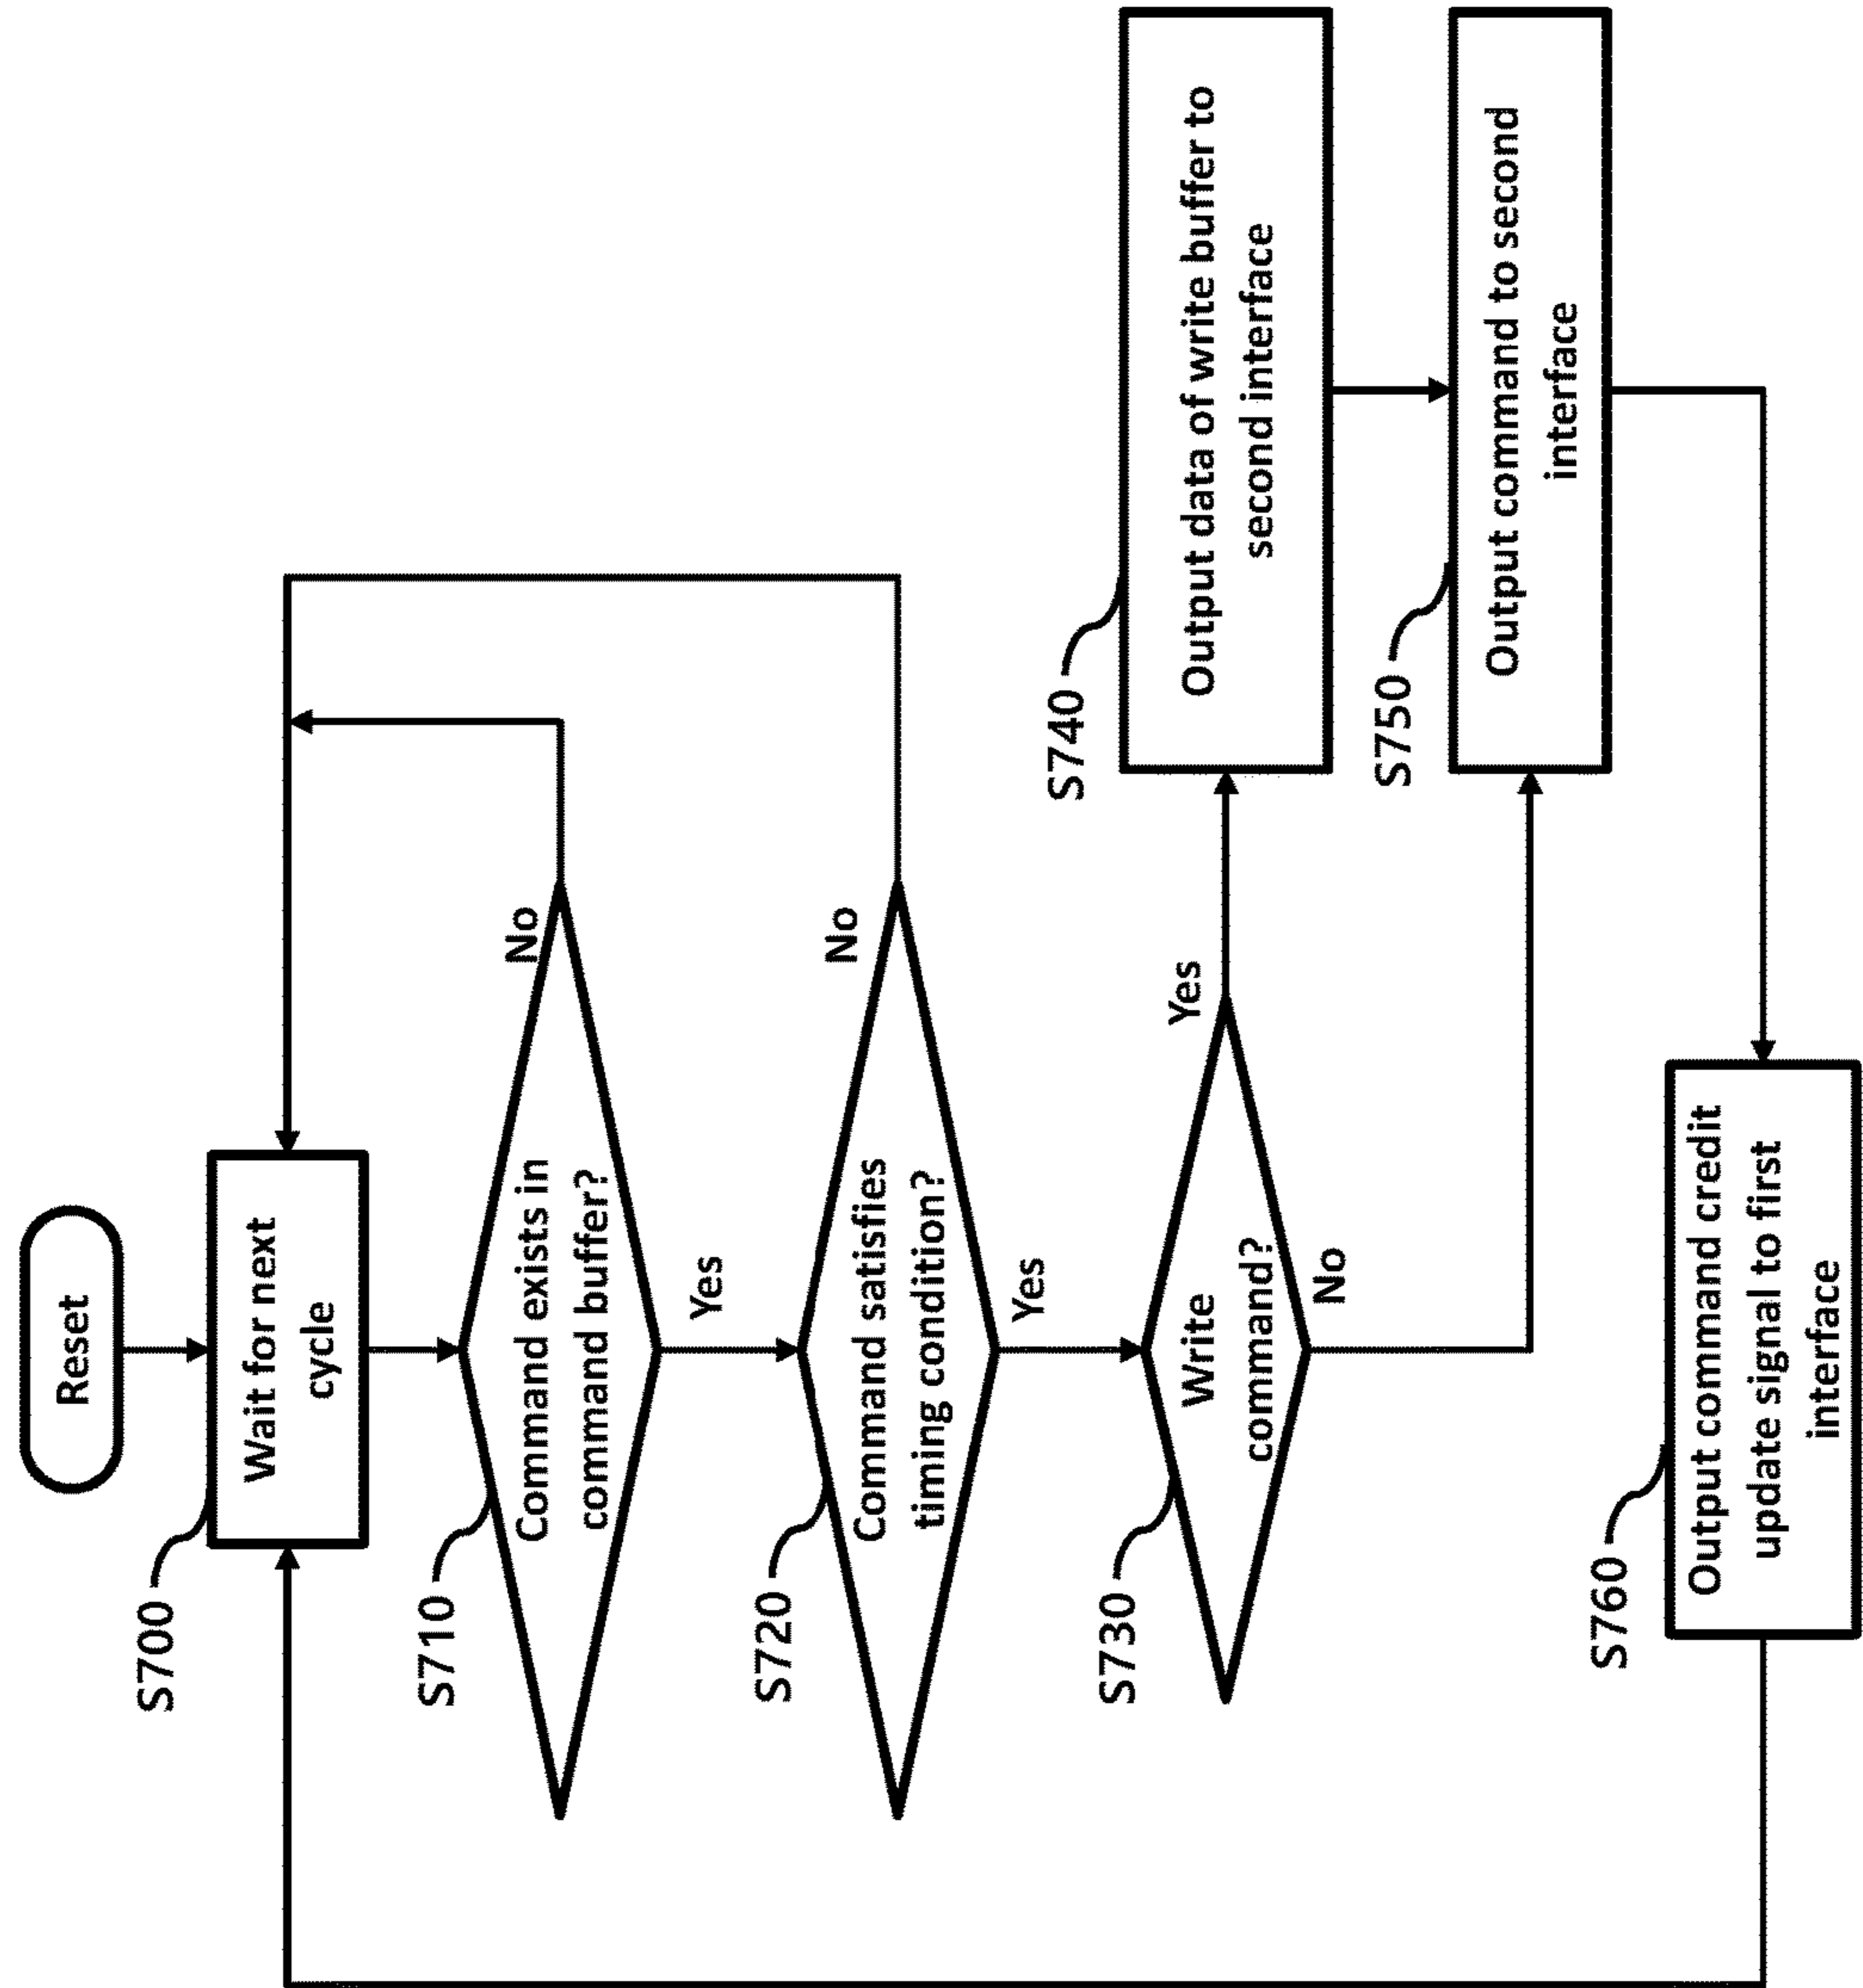 Reset
S700
Wait for next
cycle
S710
Command exists in
command buffer?
No
Yes
S720
Command satisfies
timing condition?
No
Yes
S730
Write
command?
Yes
No
S740
Output data of write buffer to
second interface
S750
Output command to second
interface
S760
Output command credit
update signal to first
interface